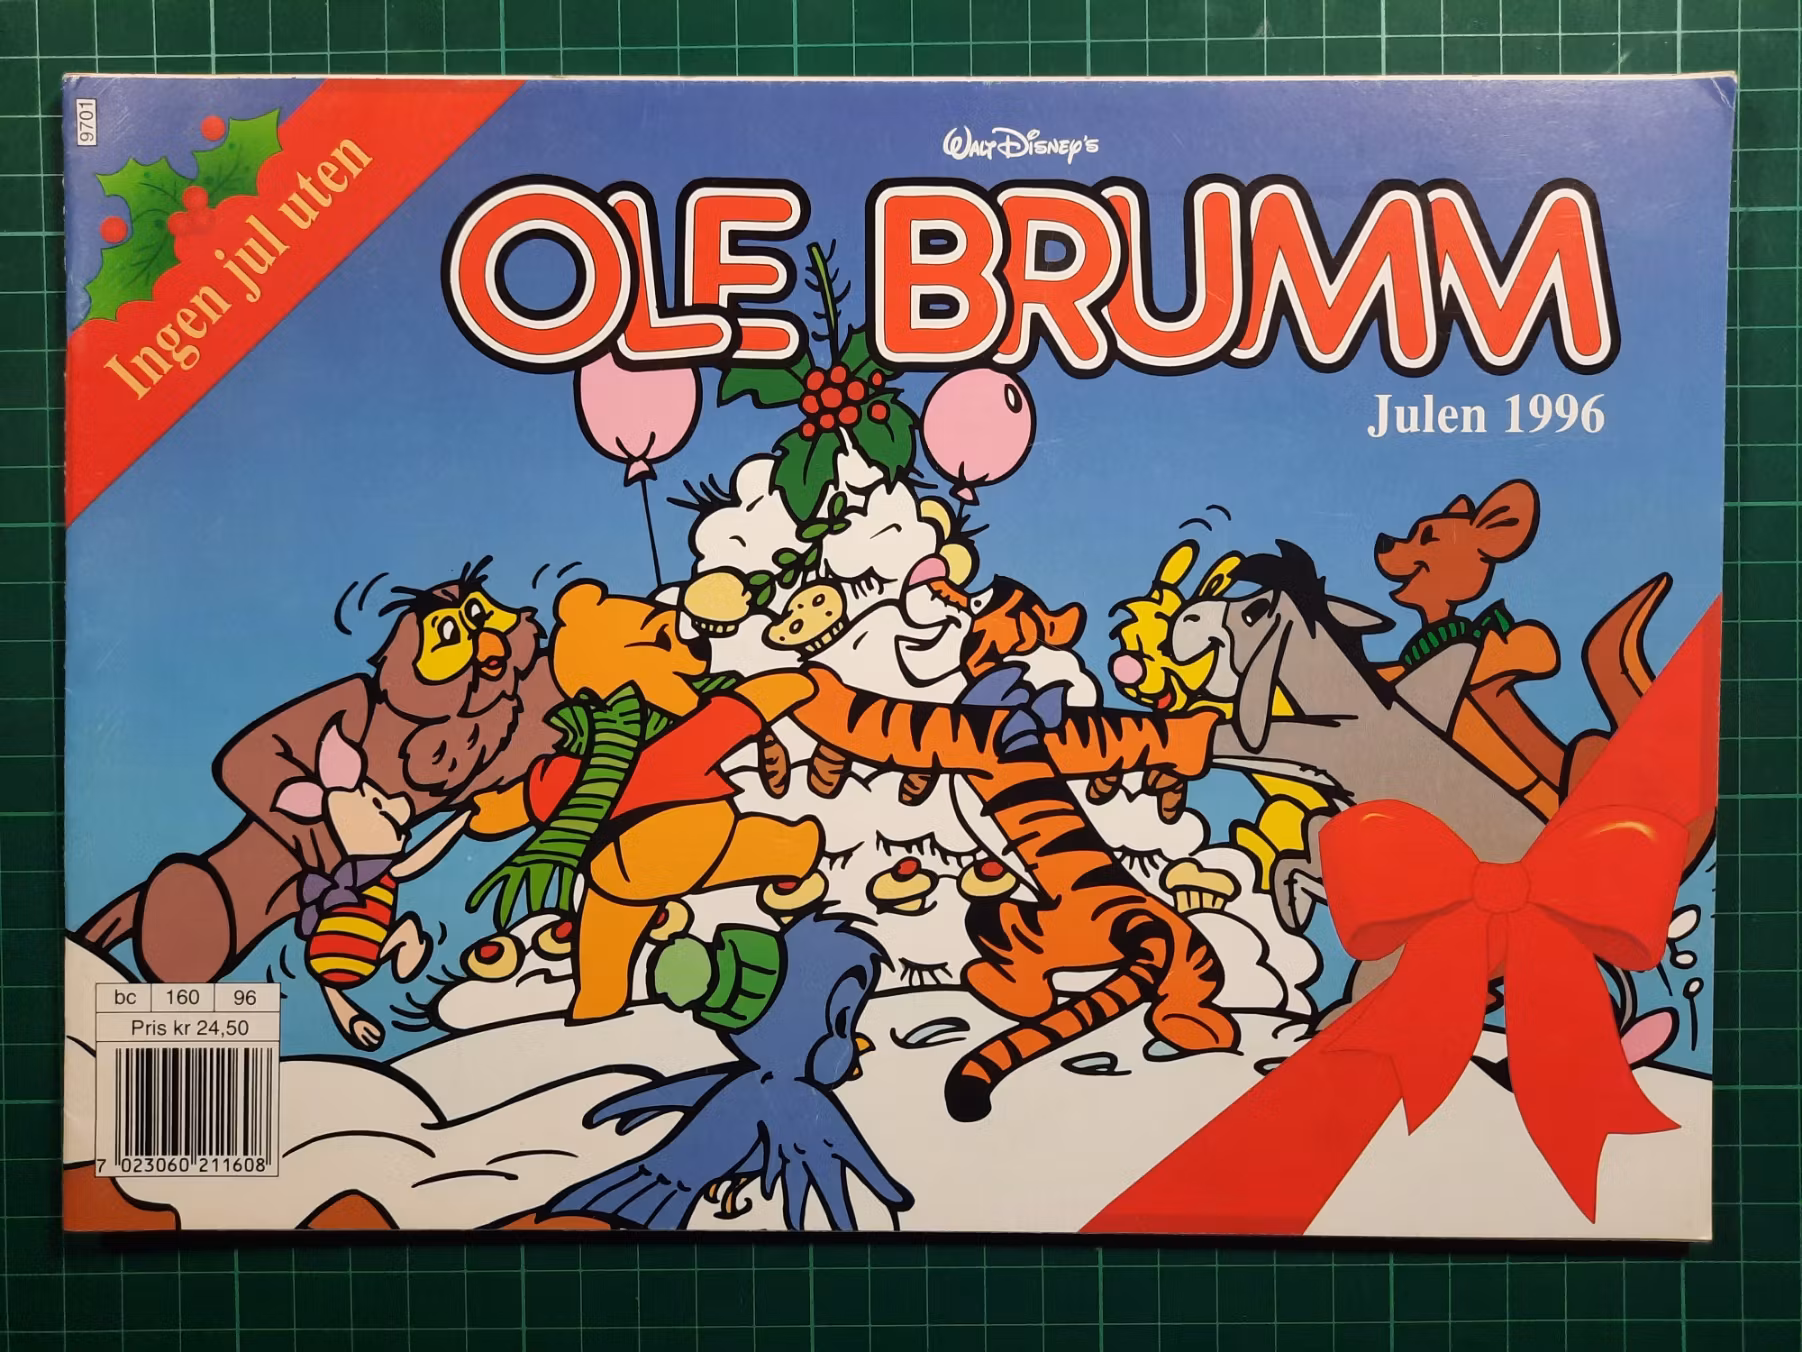 9701
Ingen jul uten
WALT DISNEY'S
OLE BRUMM
Julen 1996
bc 160 96
Pris kr 24,50
7 023060 211608